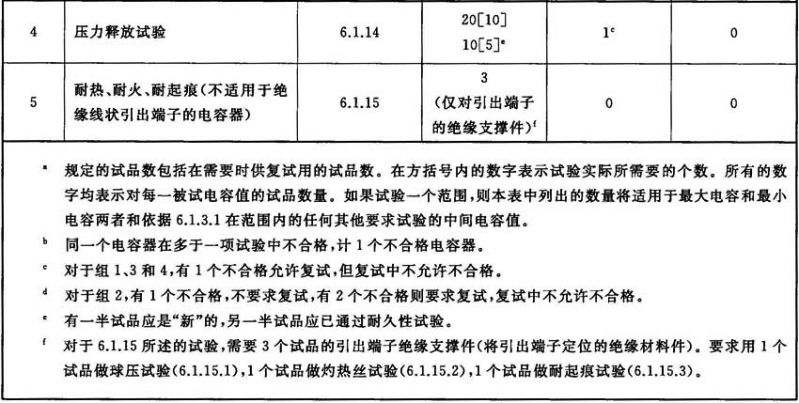 4 压力释放试验 6.1.14 20[10] 1ᶜ 0
10[5]ᵉ
5 耐热、耐火、耐起痕(不适用于绝缘线状引出端子的电容器) 6.1.15 3 0 0
(仅对引出端子的绝缘支撑件)ᶠ
ᵃ 规定的试品数包括在需要时供复试用的试品数。在方括号内的数字表示试验实际所需要的个数。所有的数
字均表示对每一被试电容值的试品数量。如果试验一个范围,则本表中列出的数量将适用于最大电容和最小
电容两者和依据 6.1.3.1 在范围内的任何其他要求试验的中间电容值。
ᵇ 同一个电容器在多于一项试验中不合格,计 1 个不合格电容器。
ᶜ 对于组 1、3 和 4,有 1 个不合格允许复试,但复试中不允许不合格。
ᵈ 对于组 2,有 1 个不合格,不要求复试,有 2 个不合格则要求复试,复试中不允许不合格。
ᵉ 有一半试品应是“新”的,另一半试品应已通过耐久性试验。
ᶠ 对于 6.1.15 所述的试验,需要 3 个试品的引出端子绝缘支撑件(将引出端子定位的绝缘材料件)。要求用 1 个
试品做球压试验(6.1.15.1),1 个试品做灼热丝试验(6.1.15.2),1 个试品做耐起痕试验(6.1.15.3)。